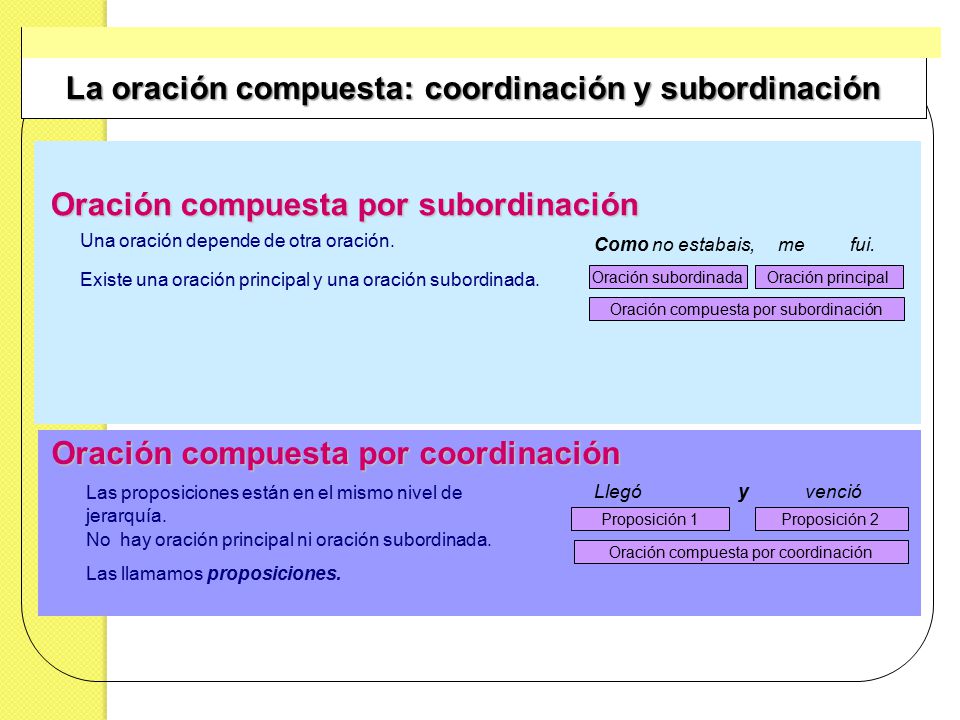 La oración compuesta: coordinación y subordinación
Oración compuesta por subordinación
Una oración depende de otra oración.
Existe una oración principal y una oración subordinada.
Como no estabais, me fui.
Oración subordinada Oración principal
Oración compuesta por subordinación
Oración compuesta por coordinación
Las proposiciones están en el mismo nivel de
jerarquía.
No hay oración principal ni oración subordinada.
Las llamamos proposiciones.
Llegó y venció
Proposición 1 Proposición 2
Oración compuesta por coordinación